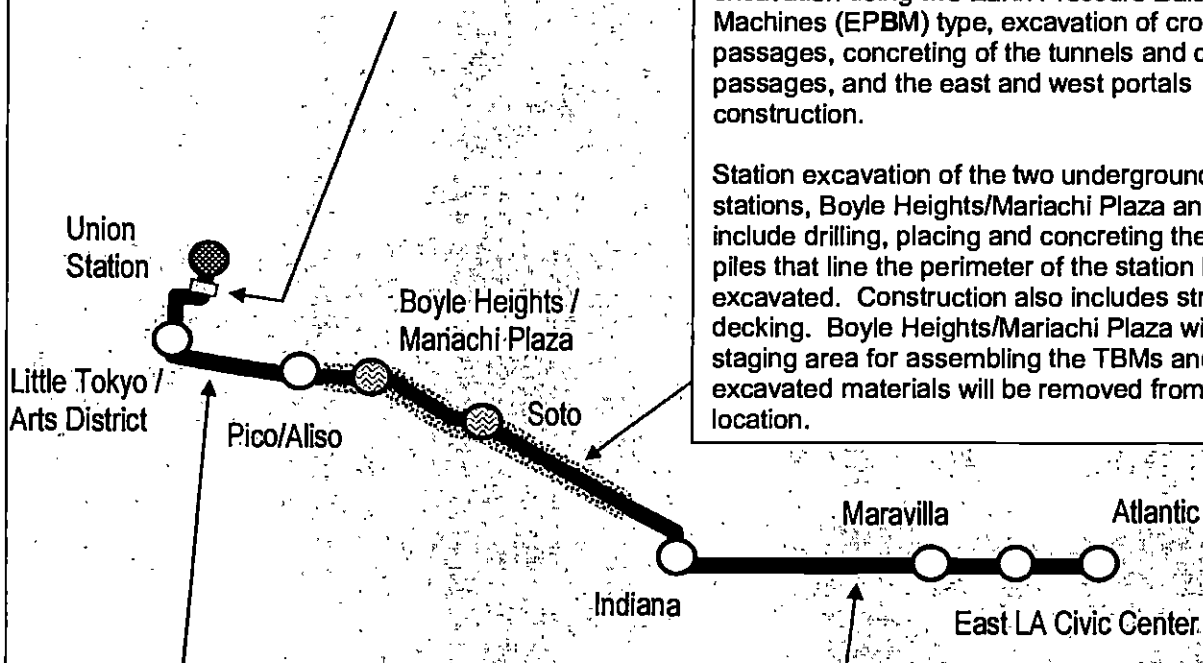 Machines (EPBM) type, excavation of cro
passages, concreting of the tunnels and
passages, and the east and west portals
construction.
Station excavation of the two underground
stations, Boyle Heights/Mariachi Plaza an
include drilling, placing and concreting the
piles that line the perimeter of the station
excavated. Construction also includes str
decking. Boyle Heights/Mariachi Plaza wi
staging area for assembling the TBMs and
excavated materials will be removed from
location.
Union
Station
Boyle Heights /
Mariachi Plaza
Little Tokyo /
Arts District
Pico/Aliso
Soto
Maravilla
Atlantic
Indiana
East LA Civic Center